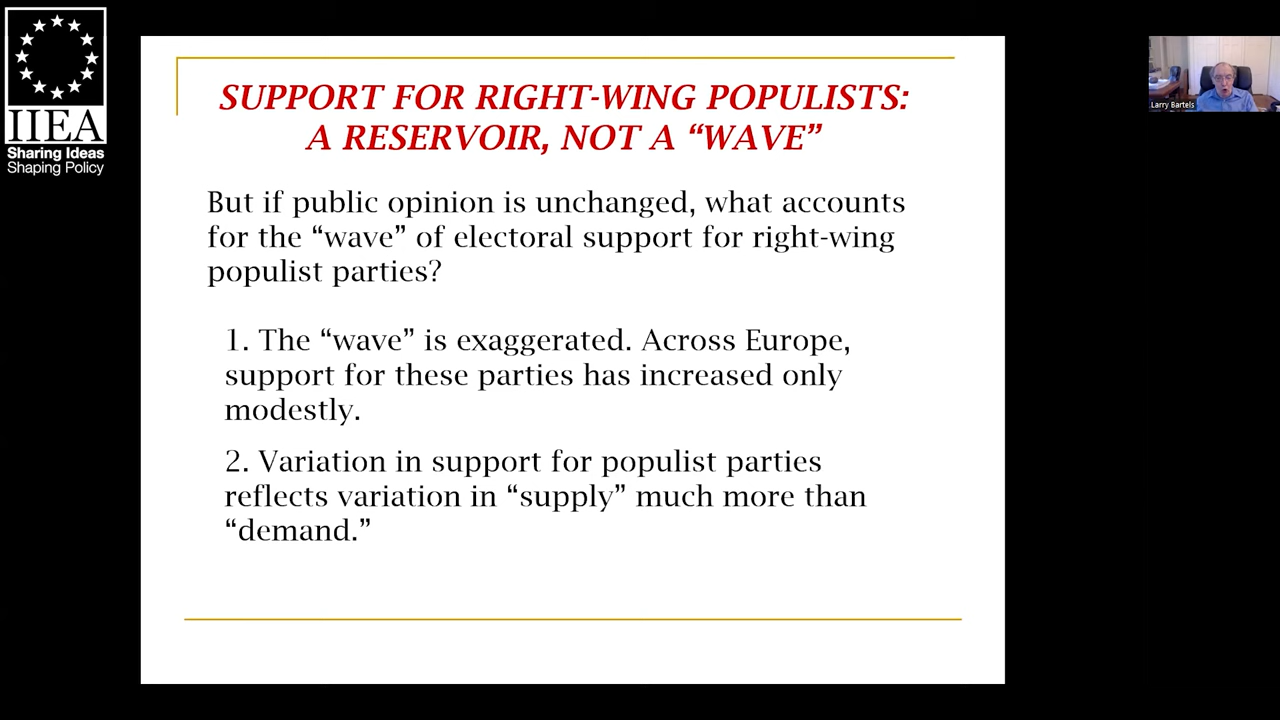 IIEA
Sharing Ideas
Shaping Policy
SUPPORT FOR RIGHT-WING POPULISTS:
A RESERVOIR, NOT A “WAVE”
But if public opinion is unchanged, what accounts
for the “wave” of electoral support for right-wing
populist parties?
1. The “wave” is exaggerated. Across Europe,
support for these parties has increased only
modestly.
2. Variation in support for populist parties
reflects variation in “supply” much more than
“demand.”
Larry Bartels